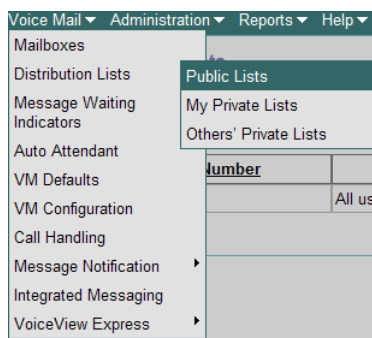 Voice Mail Administration Reports Help
Mailboxes
Distribution Lists
Public Lists
Message Waiting
Indicators
My Private Lists
Others' Private Lists
Auto Attendant
VM Defaults
Number
VM Configuration
All us
Call Handling
Message Notification
Integrated Messaging
VoiceView Express